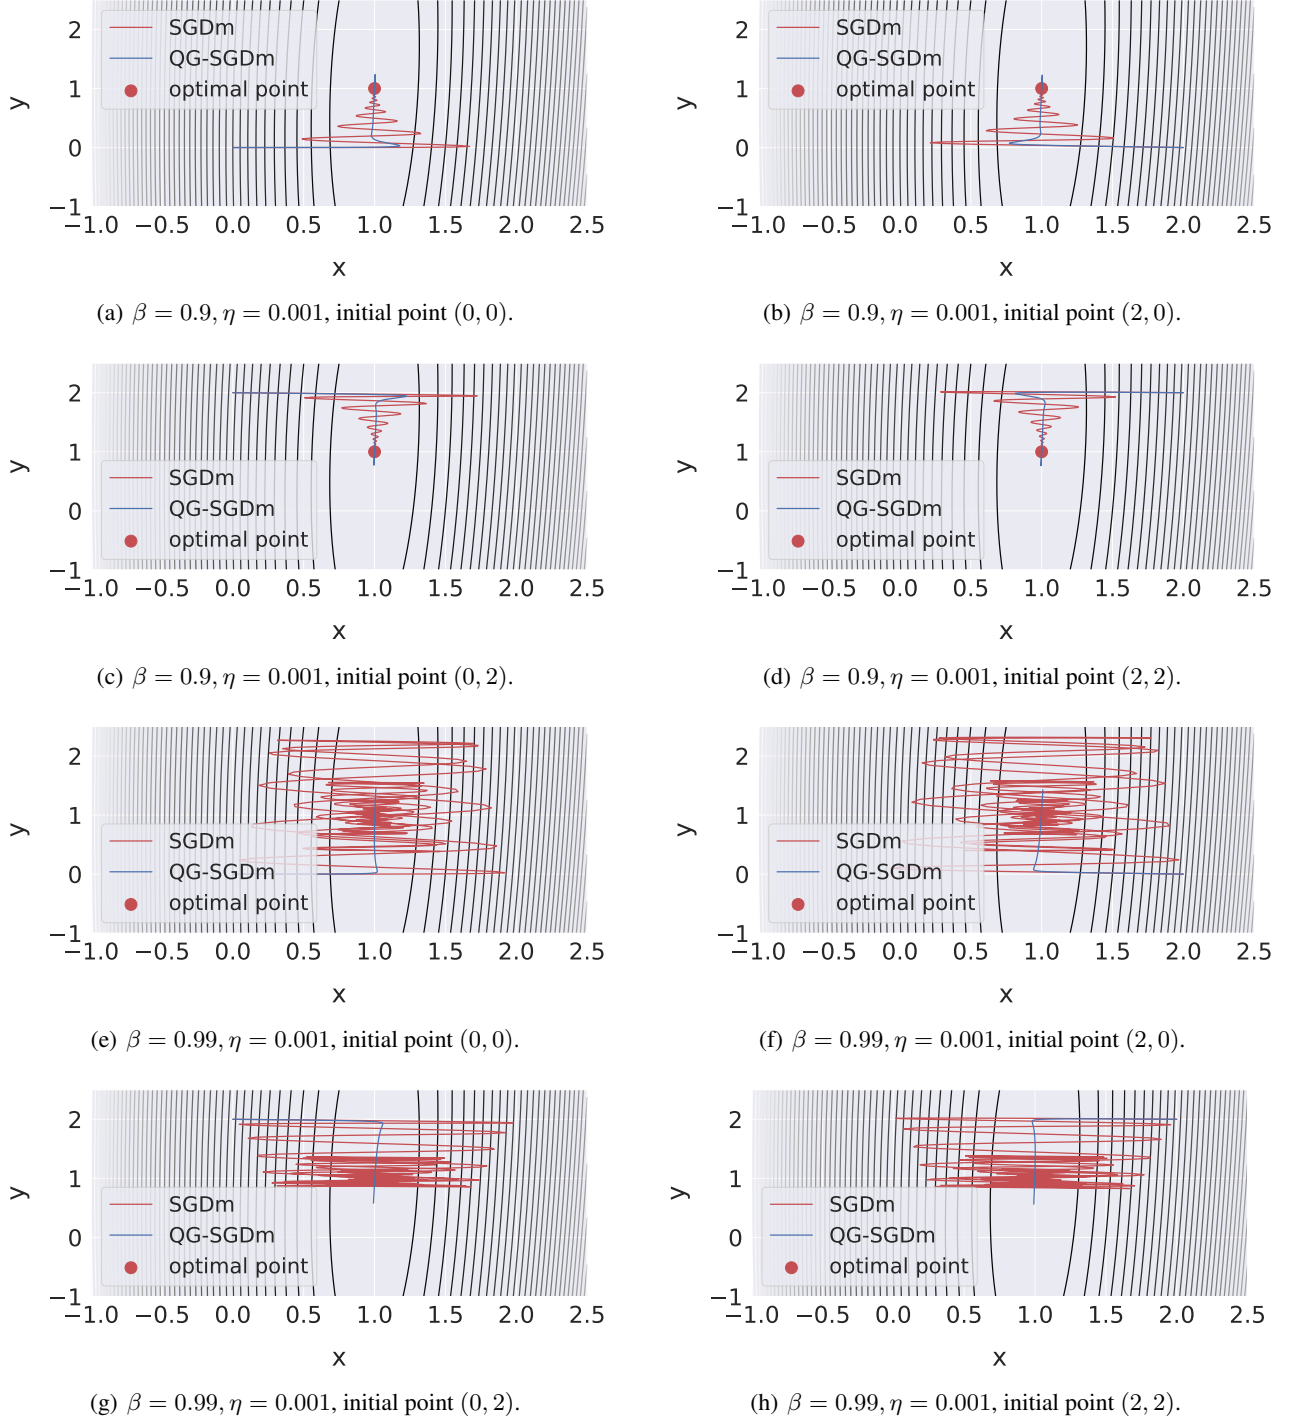 2
1
0
−1
y
SGDm
QG-SGDm
optimal point
−1.0 −0.5 0.0 0.5 1.0 1.5 2.0 2.5
x
(a) β = 0.9, η = 0.001, initial point (0, 0).
2
1
0
−1
y
SGDm
QG-SGDm
optimal point
−1.0 −0.5 0.0 0.5 1.0 1.5 2.0 2.5
x
(b) β = 0.9, η = 0.001, initial point (2, 0).
2
1
0
−1
y
SGDm
QG-SGDm
optimal point
−1.0 −0.5 0.0 0.5 1.0 1.5 2.0 2.5
x
(c) β = 0.9, η = 0.001, initial point (0, 2).
2
1
0
−1
y
SGDm
QG-SGDm
optimal point
−1.0 −0.5 0.0 0.5 1.0 1.5 2.0 2.5
x
(d) β = 0.9, η = 0.001, initial point (2, 2).
2
1
0
−1
y
SGDm
QG-SGDm
optimal point
−1.0 −0.5 0.0 0.5 1.0 1.5 2.0 2.5
x
(e) β = 0.99, η = 0.001, initial point (0, 0).
2
1
0
−1
y
SGDm
QG-SGDm
optimal point
−1.0 −0.5 0.0 0.5 1.0 1.5 2.0 2.5
x
(f) β = 0.99, η = 0.001, initial point (2, 0).
2
1
0
−1
y
SGDm
QG-SGDm
optimal point
−1.0 −0.5 0.0 0.5 1.0 1.5 2.0 2.5
x
(g) β = 0.99, η = 0.001, initial point (0, 2).
2
1
0
−1
y
SGDm
QG-SGDm
optimal point
−1.0 −0.5 0.0 0.5 1.0 1.5 2.0 2.5
x
(h) β = 0.99, η = 0.001, initial point (2, 2).